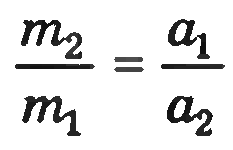 m₂/m₁ = a₁/a₂